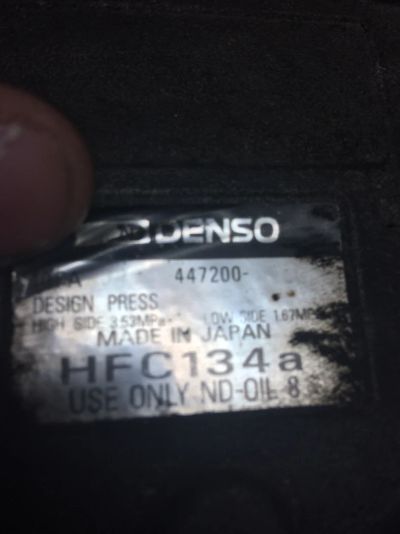 DENSO
447200-
DESIGN PRESS
HIGH SIDE 3.53MPa LOW SIDE 1.67MP
MADE IN JAPAN
HFC134a
USE ONLY ND-OIL 8